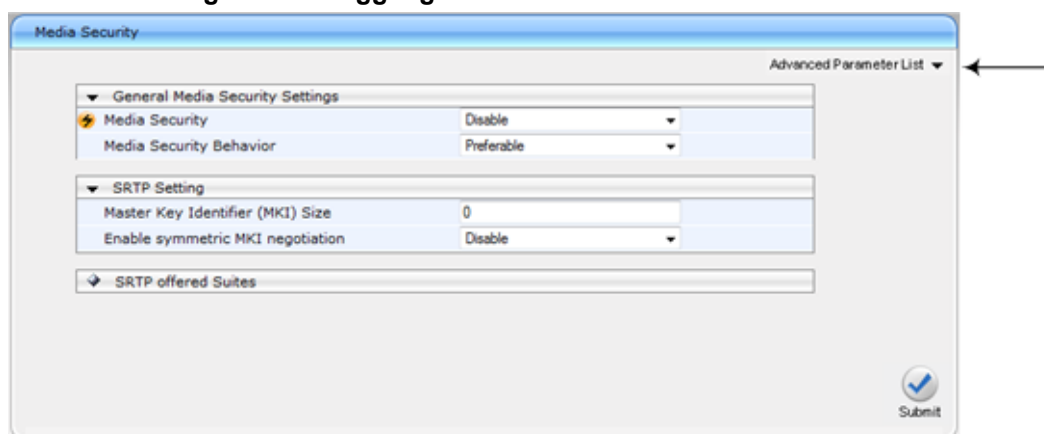 Media Security
Advanced Parameter List
General Media Security Settings
Media Security Disable
Media Security Behavior Preferable
SRTP Setting
Master Key Identifier (MKI) Size 0
Enable symmetric MKI negotiation Disable
SRTP offered Suites
Submit